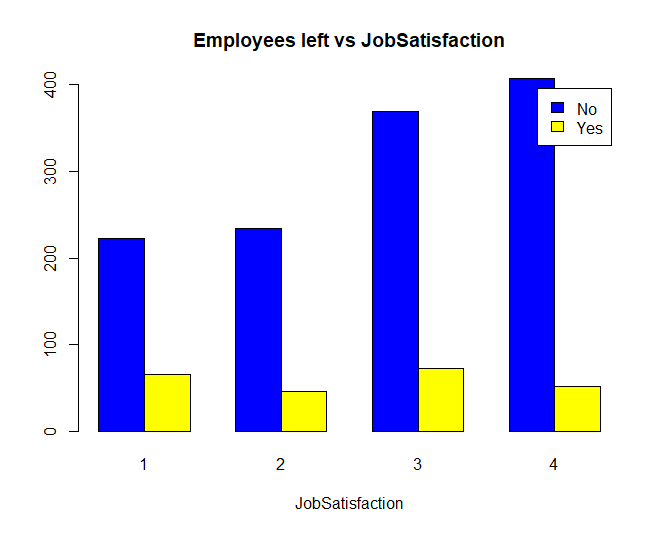 Employees left vs JobSatisfaction
400
300
200
100
0
No
Yes
1 2 3 4
JobSatisfaction